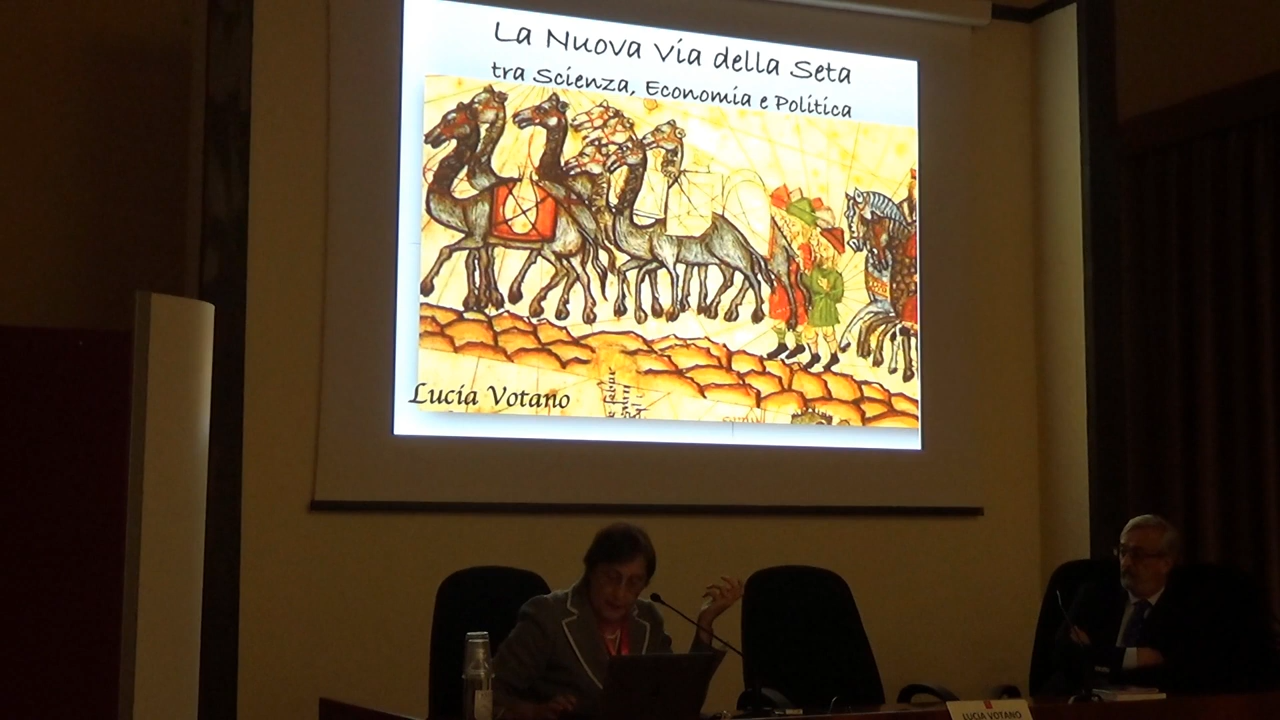 La Nuova Via della Seta
tra Scienza, Economia e Politica
Lucia Votano
LUCIA VOTANO